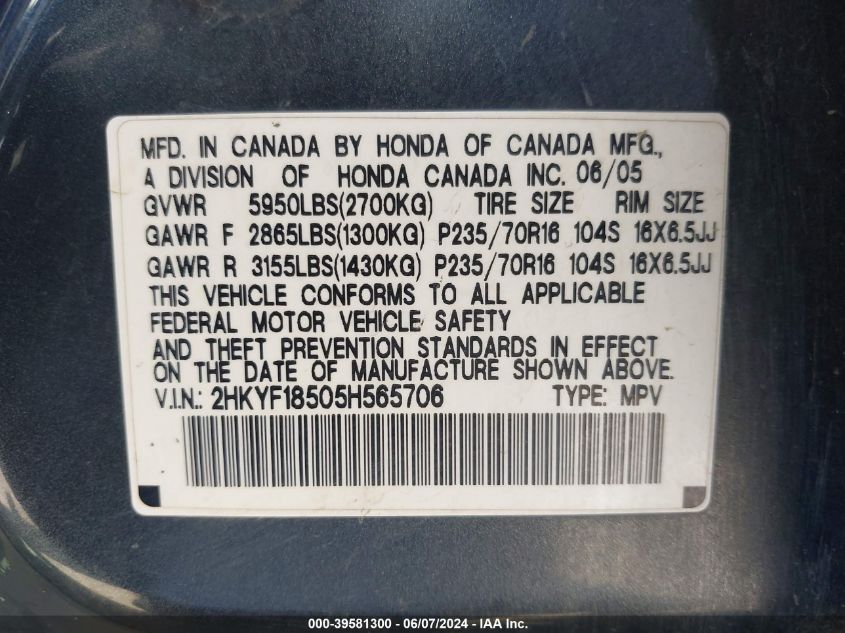 MFD. IN CANADA BY HONDA OF CANADA MFG.,
A DIVISION OF HONDA CANADA INC. 06/05
GVWR 5950LBS(2700KG) TIRE SIZE RIM SIZE
GAWR F 2865LBS(1300KG) P235/70R16 104S 16X6.5JJ
GAWR R 3155LBS(1430KG) P235/70R16 104S 16X6.5JJ
THIS VEHICLE CONFORMS TO ALL APPLICABLE
FEDERAL MOTOR VEHICLE SAFETY
AND THEFT PREVENTION STANDARDS IN EFFECT
ON THE DATE OF MANUFACTURE SHOWN ABOVE.
V.I.N.: 2HKYF18505H565706 TYPE: MPV
000-39581300 - 06/07/2024 - IAA Inc.